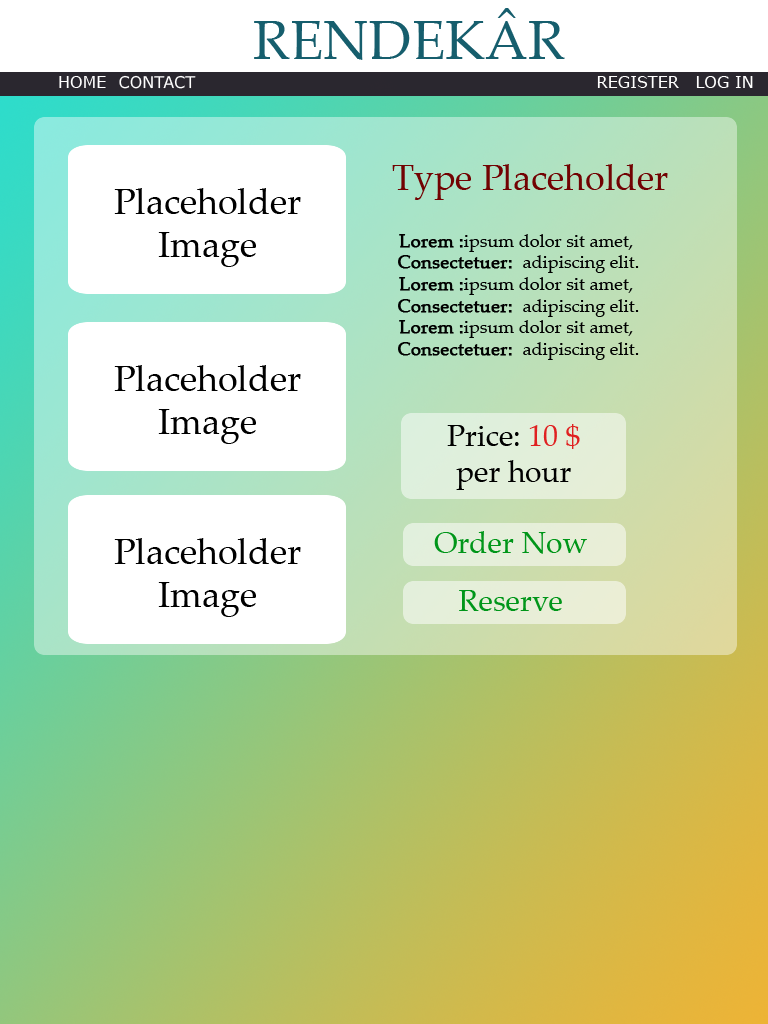 RENDEKÂR
HOME CONTACT REGISTER LOG IN
Placeholder
Image
Placeholder
Image
Placeholder
Image
Type Placeholder
Lorem :ipsum dolor sit amet,
Consectetuer: adipiscing elit.
Lorem :ipsum dolor sit amet,
Consectetuer: adipiscing elit.
Lorem :ipsum dolor sit amet,
Consectetuer: adipiscing elit.
Price: 10 $
per hour
Order Now
Reserve